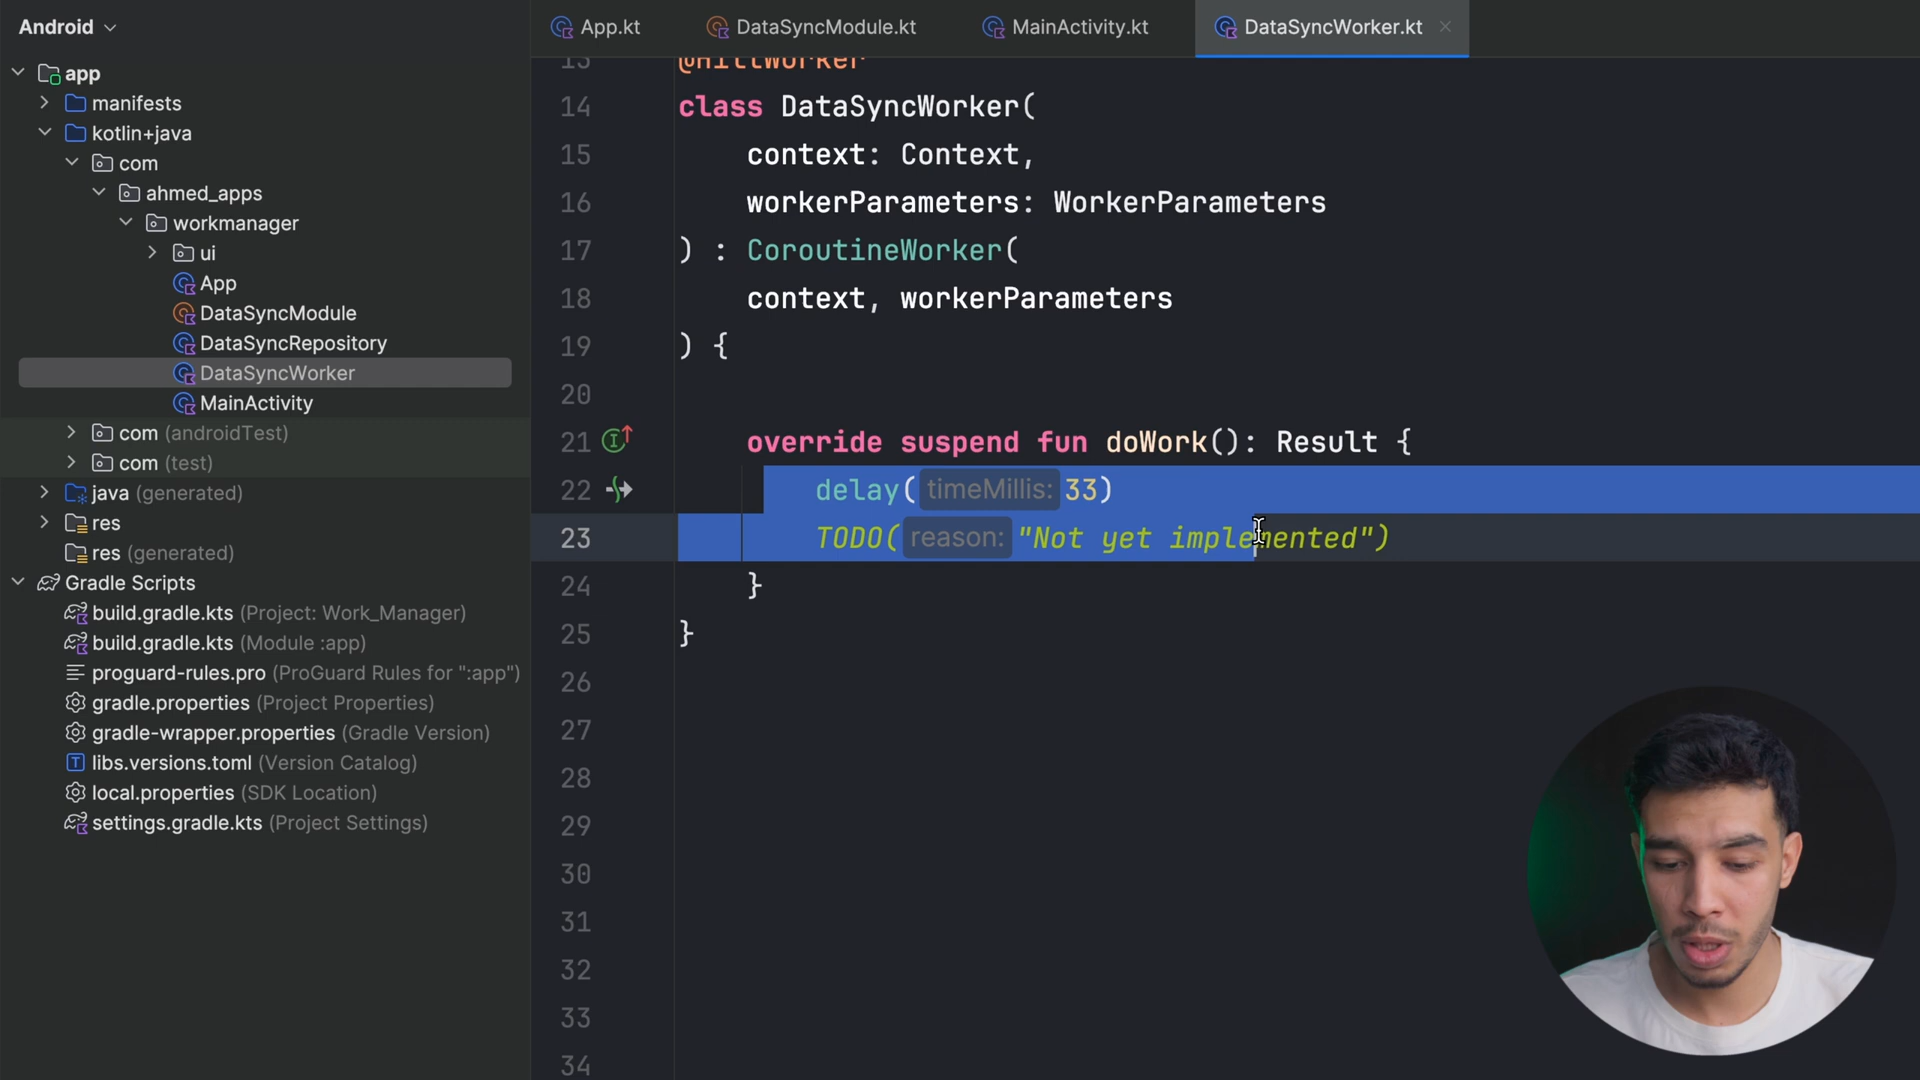 Android
App.kt
DataSyncModule.kt
MainActivity.kt
DataSyncWorker.kt
app
manifests
kotlin+java
com
ahmed_apps
workmanager
ui
App
DataSyncModule
DataSyncRepository
DataSyncWorker
MainActivity
com (androidTest)
com (test)
java (generated)
res
res (generated)
Gradle Scripts
build.gradle.kts (Project: Work_Manager)
build.gradle.kts (Module :app)
proguard-rules.pro (ProGuard Rules for ":app")
gradle.properties (Project Properties)
gradle-wrapper.properties (Gradle Version)
libs.versions.toml (Version Catalog)
local.properties (SDK Location)
settings.gradle.kts (Project Settings)
13 @HiltWorker
14 class DataSyncWorker(
15 context: Context,
16 workerParameters: WorkerParameters
17 ) : CoroutineWorker(
18 context, workerParameters
19 ) {
20
21 override suspend fun doWork(): Result {
22 delay( timeMillis: 33)
23 TODO( reason: "Not yet implemented")
24 }
25 }
26
27
28
29
30
31
32
33
34